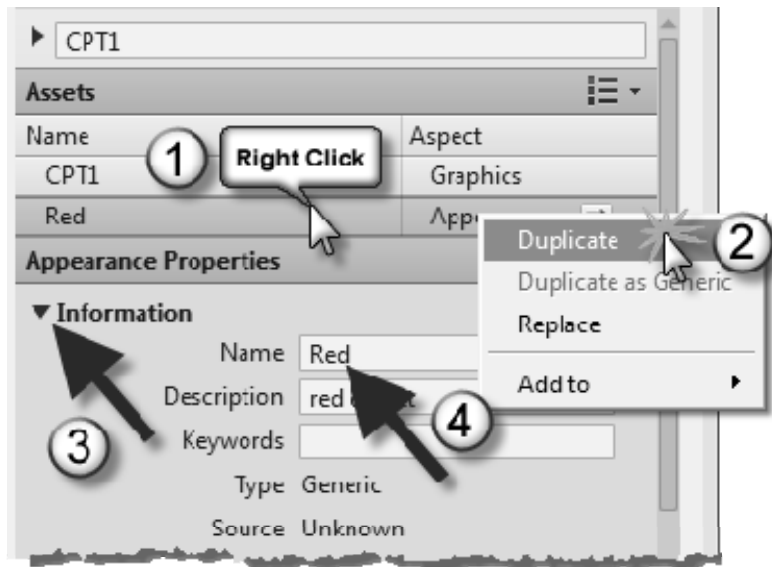 CPT1
Assets
Name Aspect
1 Right Click
CPT1 Graphics
Red
Duplicate 2
Appearance Properties
Duplicate as Generic
Information
Replace
Name Red
Add to
Description red
3 4
Keywords
Type Generic
Source Unknown